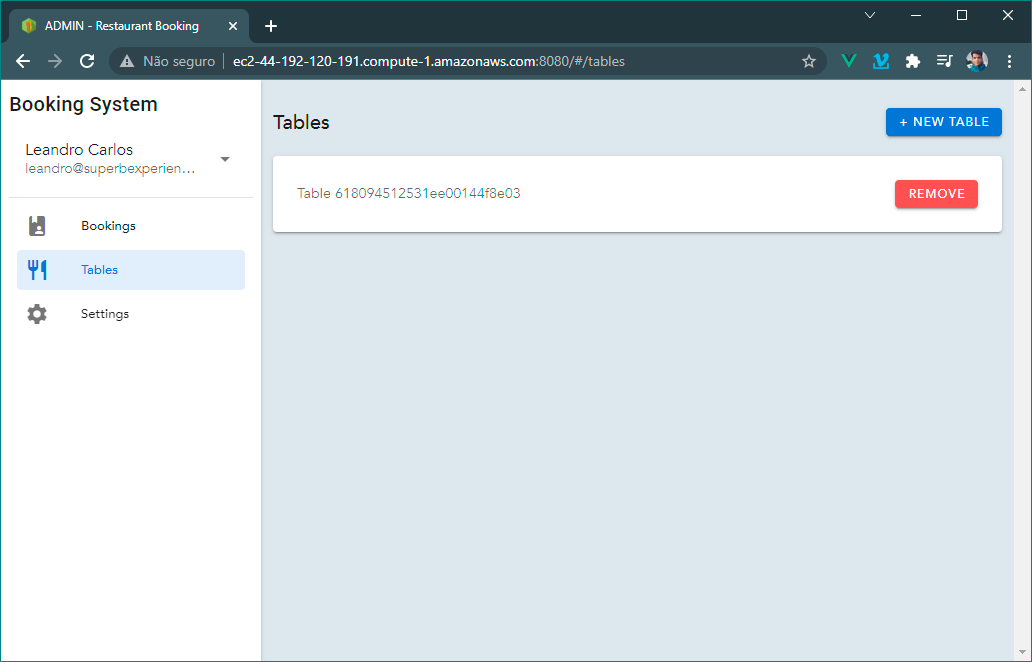 ADMIN - Restaurant Booking
Não seguro ec2-44-192-120-191.compute-1.amazonaws.com:8080/#/tables
Booking System
Leandro Carlos
leandro@superbexperien...
Bookings
Tables
Settings
Tables
+ NEW TABLE
Table 618094512531ee00144f8e03
REMOVE